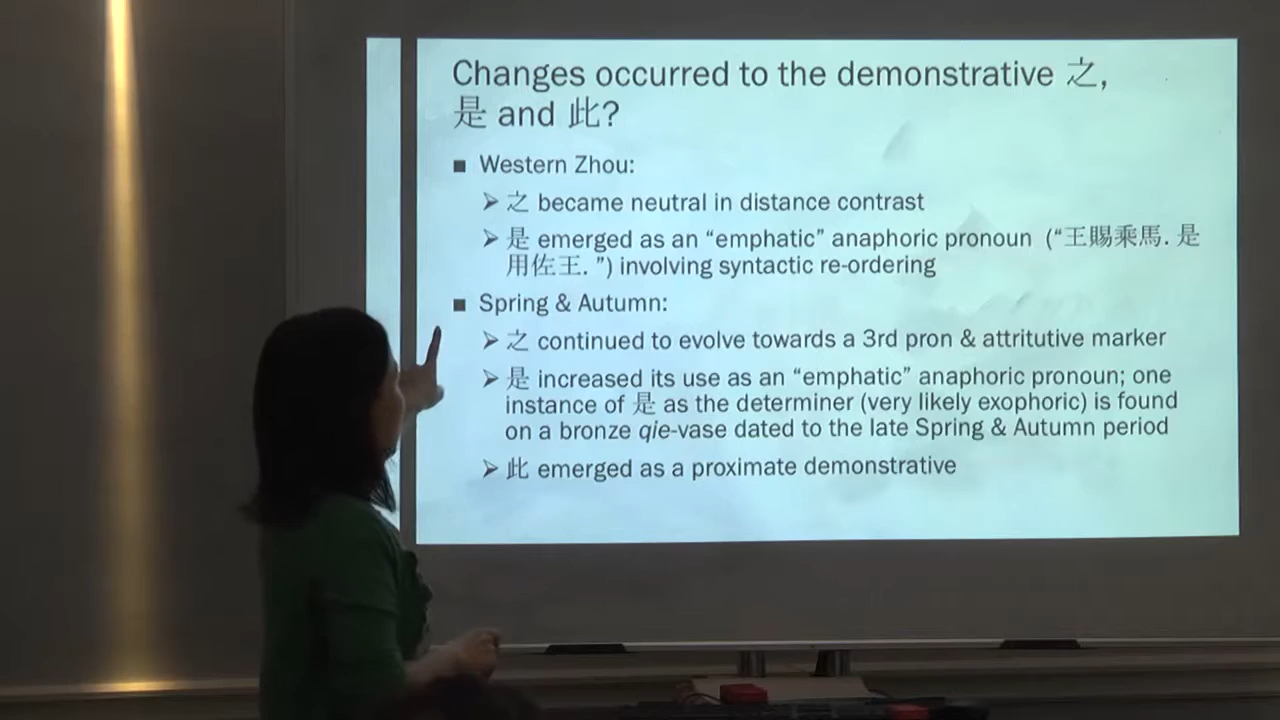 Changes occurred to the demonstrative 之,
是 and 此?
■ Western Zhou:
➢ 之 became neutral in distance contrast
➢ 是 emerged as an “emphatic” anaphoric pronoun (“王賜乘馬. 是
用佐王. ”) involving syntactic re-ordering
■ Spring & Autumn:
➢ 之 continued to evolve towards a 3rd pron & attritutive marker
➢ 是 increased its use as an “emphatic” anaphoric pronoun; one
instance of 是 as the determiner (very likely exophoric) is found
on a bronze qie-vase dated to the late Spring & Autumn period
➢ 此 emerged as a proximate demonstrative